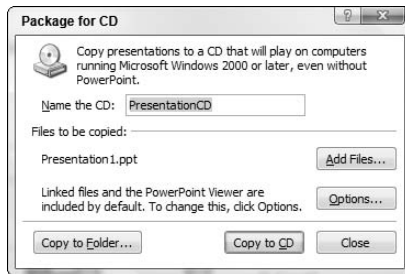 Package for CD
Copy presentations to a CD that will play on computers
running Microsoft Windows 2000 or later, even without
PowerPoint.
Name the CD: PresentationCD
Files to be copied:
Presentation1.ppt
Add Files...
Linked files and the PowerPoint Viewer are
included by default. To change this, click Options.
Options...
Copy to Folder... Copy to CD Close